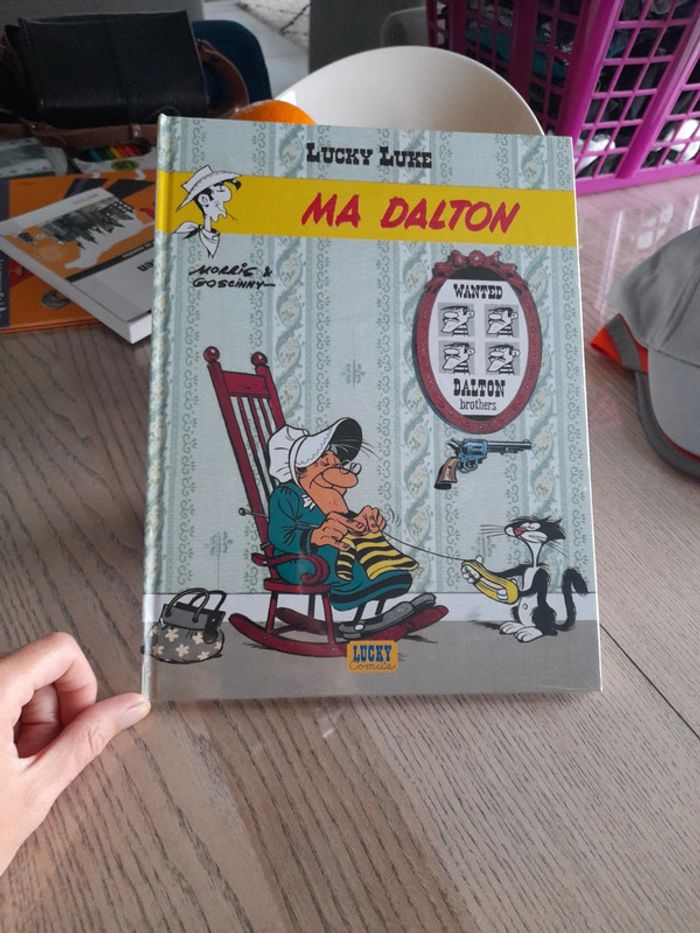 LUCKY LUKE
MA DALTON
MORRIS &
GOSCINNY
WANTED
DALTON
brothers
LUCKY
Comics